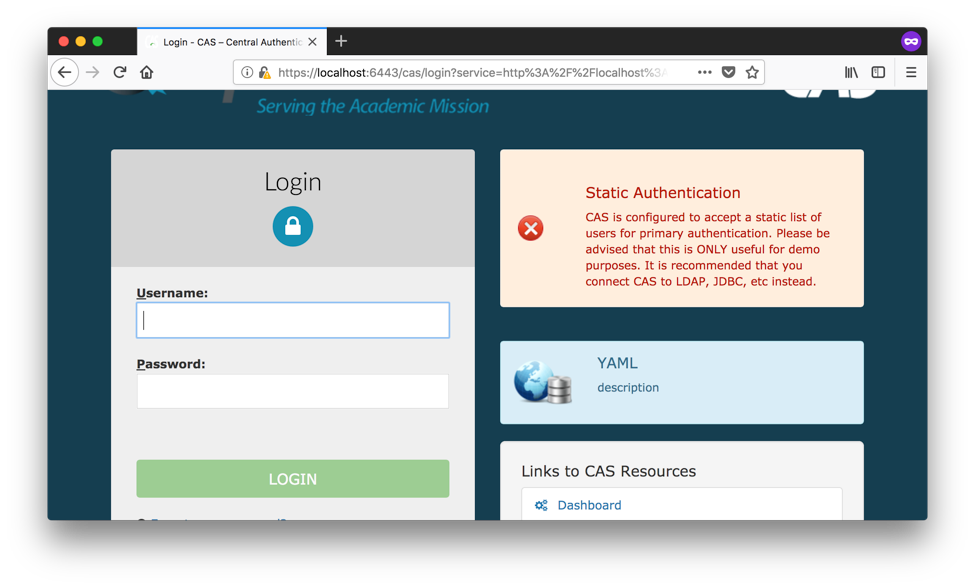 Login - CAS – Central Authentic
https://localhost:6443/cas/login?service=http%3A%2F%2Flocalhost%3A
Serving the Academic Mission
Login
Username:
Password:
LOGIN
Static Authentication
CAS is configured to accept a static list of
users for primary authentication. Please be
advised that this is ONLY useful for demo
purposes. It is recommended that you
connect CAS to LDAP, JDBC, etc instead.
YAML
description
Links to CAS Resources
Dashboard